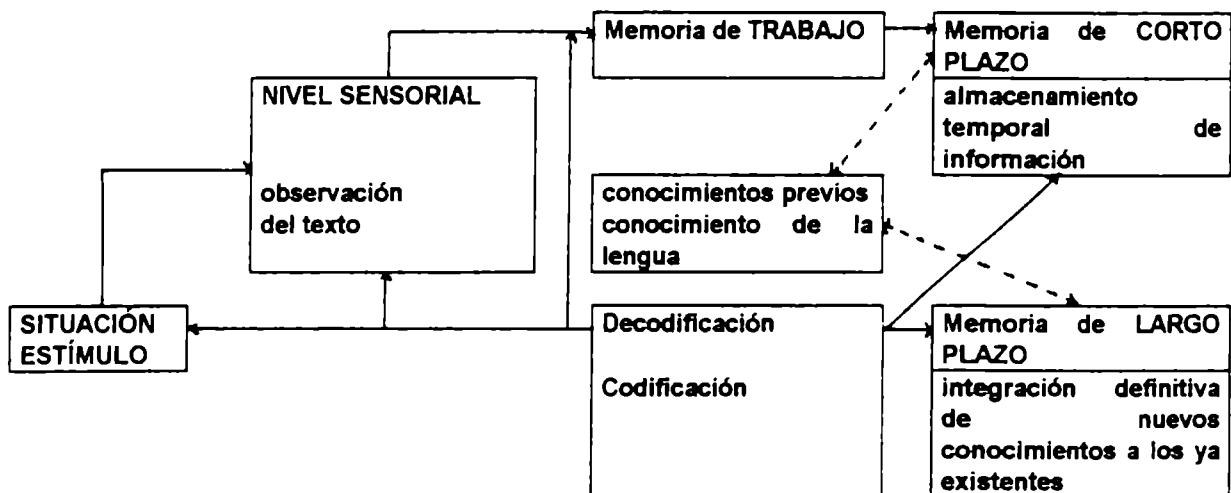 Memoria de TRABAJO
Memoria de CORTO
PLAZO
almacenamiento
temporal de
información
NIVEL SENSORIAL
observación
del texto
conocimientos previos
conocimiento de la
lengua
SITUACIÓN
ESTÍMULO
Decodificación
Codificación
Memoria de LARGO
PLAZO
integración definitiva
de nuevos
conocimientos a los ya
existentes